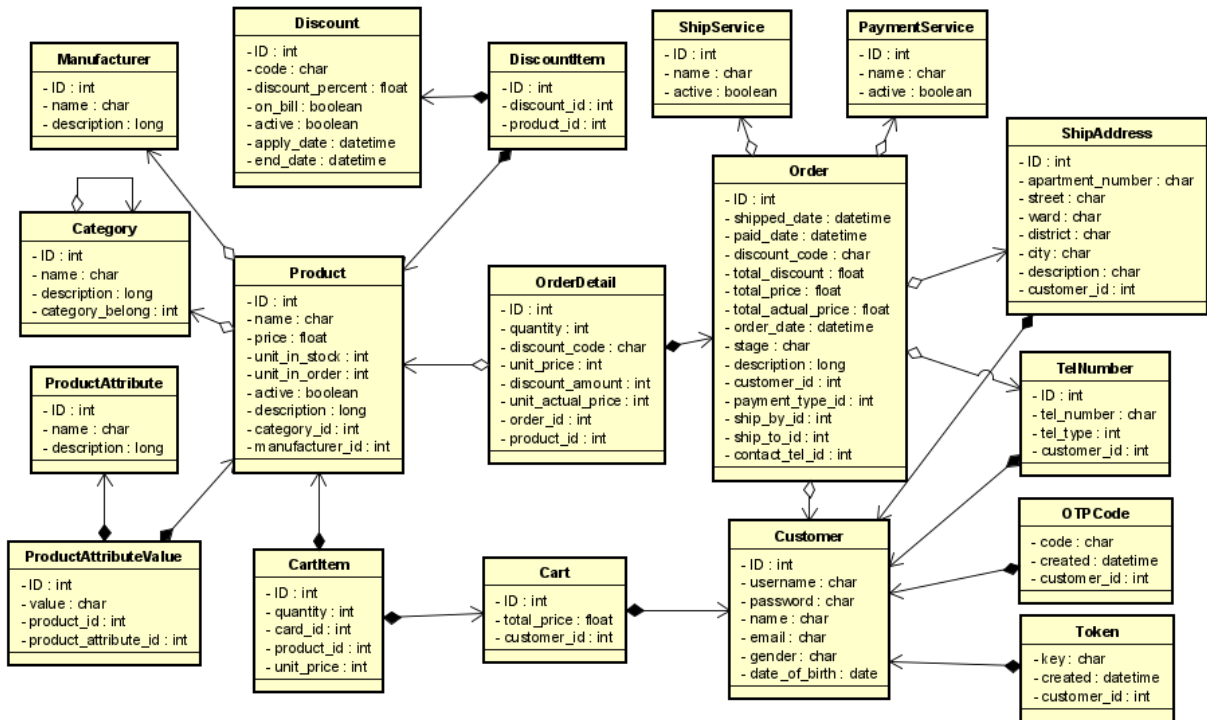 Discount
- ID : int
- code : char
- discount_percent : float
- on_bill : boolean
- active : boolean
- apply_date : datetime
- end_date : datetime
ShipService
- ID : int
- name : char
- active : boolean
PaymentService
- ID : int
- name : char
- active : boolean
Manufacturer
- ID : int
- name : char
- description : long
DiscountItem
- ID : int
- discount_id : int
- product_id : int
ShipAddress
- ID : int
- apartment_number : char
- street : char
- ward : char
- district : char
- city : char
- description : char
- customer_id : int
Order
- ID : int
- shipped_date : datetime
- paid_date : datetime
- discount_code : char
- total_discount : float
- total_price : float
- total_actual_price : float
- order_date : datetime
- stage : char
- description : long
- customer_id : int
- payment_type_id : int
- ship_by_id : int
- ship_to_id : int
- contact_tel_id : int
Category
- ID : int
- name : char
- description : long
- category_belong : int
Product
- ID : int
- name : char
- price : float
- unit_in_stock : int
- unit_in_order : int
- active : boolean
- description : long
- category_id : int
- manufacturer_id : int
OrderDetail
- ID : int
- quantity : int
- discount_code : char
- unit_price : int
- discount_amount : int
- unit_actual_price : int
- order_id : int
- product_id : int
TelNumber
- ID : int
- tel_number : char
- tel_type : int
- customer_id : int
ProductAttribute
- ID : int
- name : char
- description : long
OTPCode
- code : char
- created : datetime
- customer_id : int
Customer
- ID : int
- username : char
- password : char
- name : char
- email : char
- gender : char
- date_of_birth : date
ProductAttributeValue
- ID : int
- value : char
- product_id : int
- product_attribute_id : int
CartItem
- ID : int
- quantity : int
- card_id : int
- product_id : int
- unit_price : int
Cart
- ID : int
- total_price : float
- customer_id : int
Token
- key : char
- created : datetime
- customer_id : int